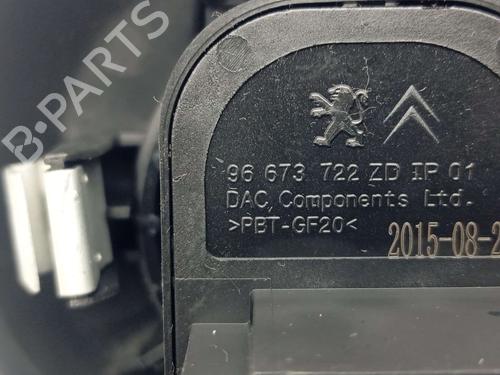 B-PARTS
96 673 722 ZD IP 01
DAC Components Ltd.
>PBT-GF20<
2015-08-2